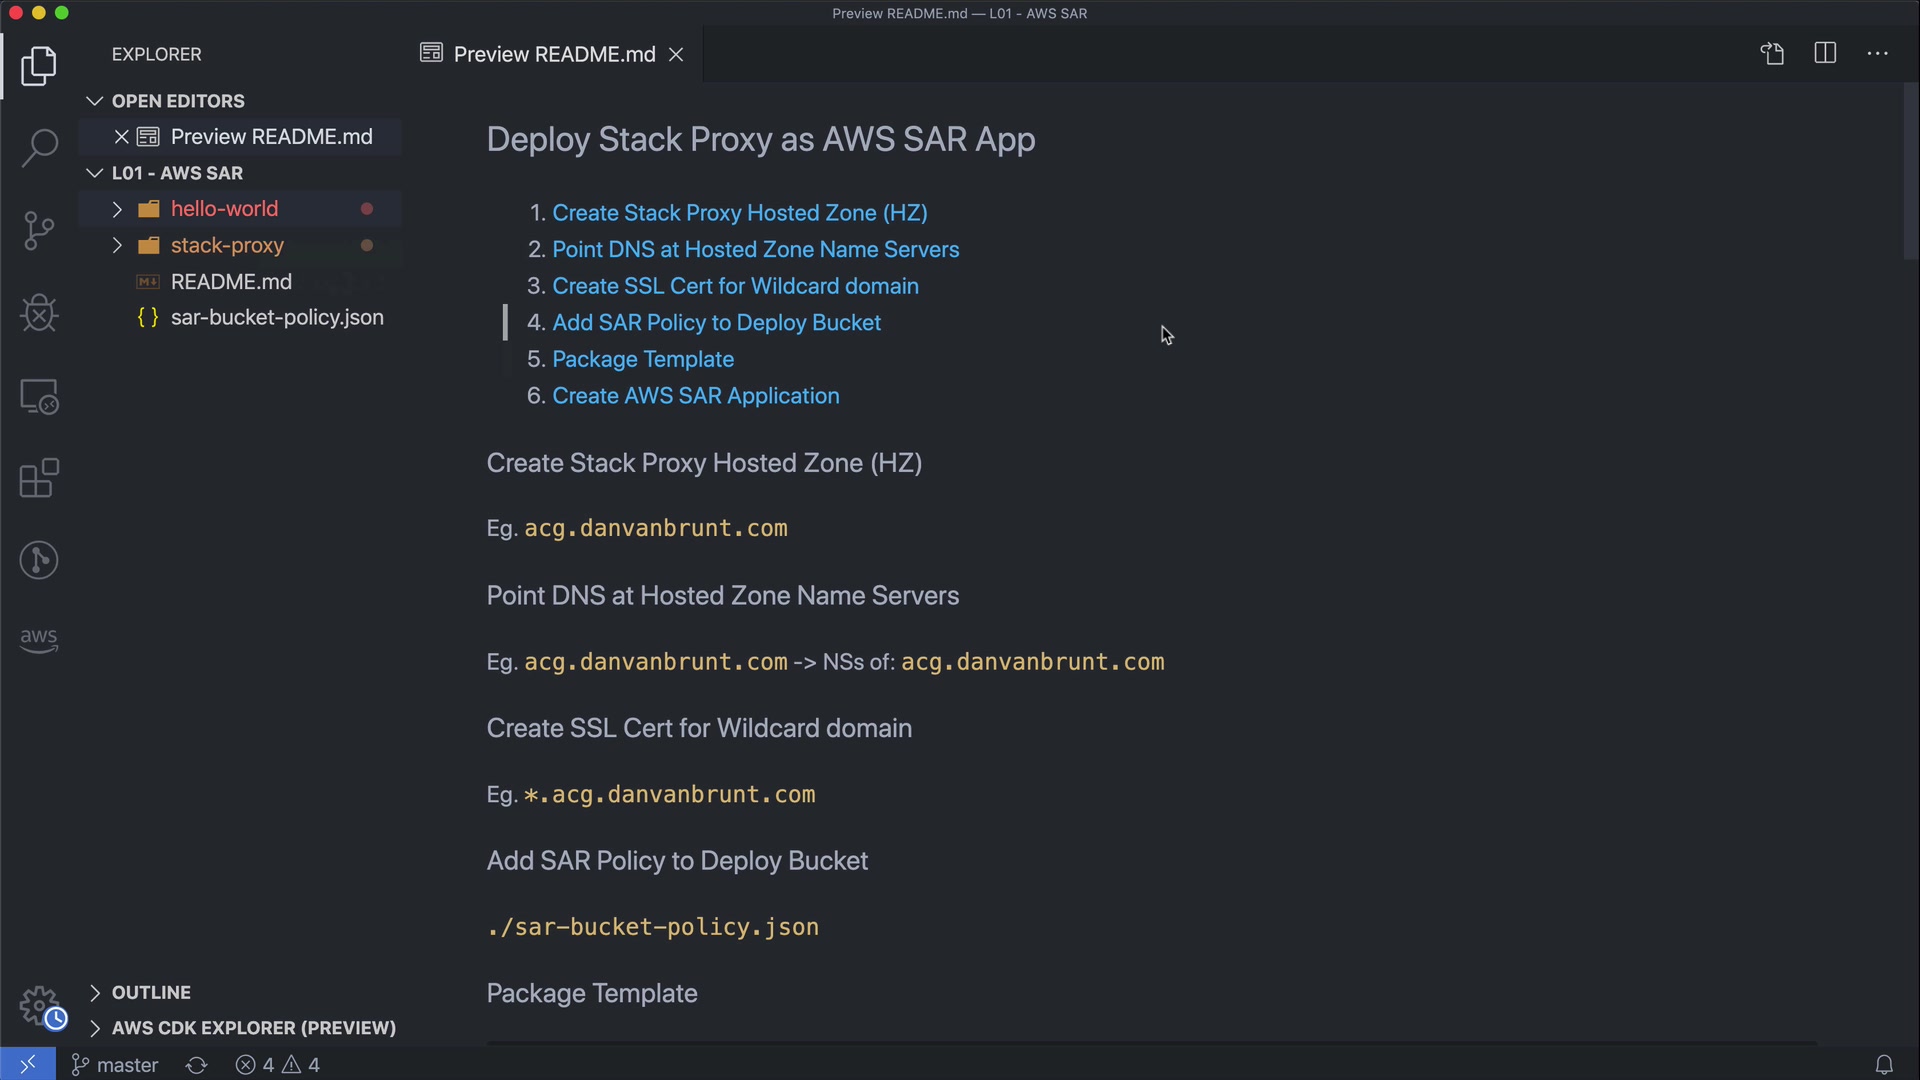 Preview README.md — L01 - AWS SAR
EXPLORER
Preview README.md
OPEN EDITORS
Preview README.md
L01 - AWS SAR
hello-world
stack-proxy
README.md
sar-bucket-policy.json
Deploy Stack Proxy as AWS SAR App
1. Create Stack Proxy Hosted Zone (HZ)
2. Point DNS at Hosted Zone Name Servers
3. Create SSL Cert for Wildcard domain
4. Add SAR Policy to Deploy Bucket
5. Package Template
6. Create AWS SAR Application
Create Stack Proxy Hosted Zone (HZ)
Eg. acg.danvanbrunt.com
Point DNS at Hosted Zone Name Servers
Eg. acg.danvanbrunt.com -> NSs of: acg.danvanbrunt.com
Create SSL Cert for Wildcard domain
Eg. *.acg.danvanbrunt.com
Add SAR Policy to Deploy Bucket
./sar-bucket-policy.json
Package Template
aws
OUTLINE
AWS CDK EXPLORER (PREVIEW)
master 4 4